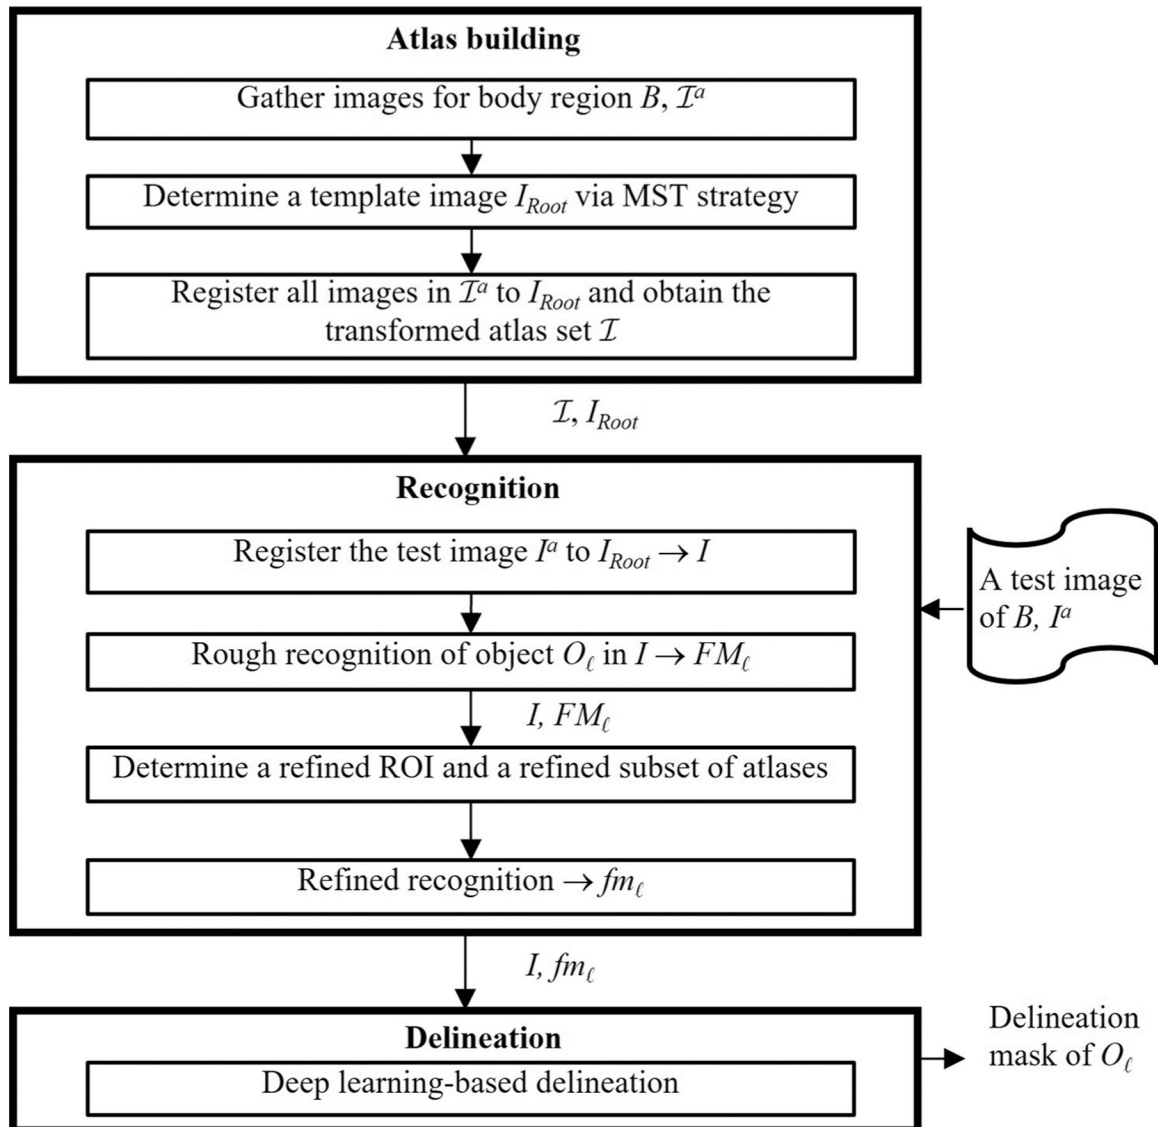 Atlas building
Gather images for body region B, ℐᵃ
Determine a template image I_Root via MST strategy
Register all images in ℐᵃ to I_Root and obtain the
transformed atlas set ℐ
ℐ, I_Root
Recognition
Register the test image Iᵃ to I_Root → I
A test image
of B, Iᵃ
Rough recognition of object O_ℓ in I → FM_ℓ
I, FM_ℓ
Determine a refined ROI and a refined subset of atlases
Refined recognition → fm_ℓ
I, fm_ℓ
Delineation
Deep learning-based delineation
Delineation
mask of O_ℓ